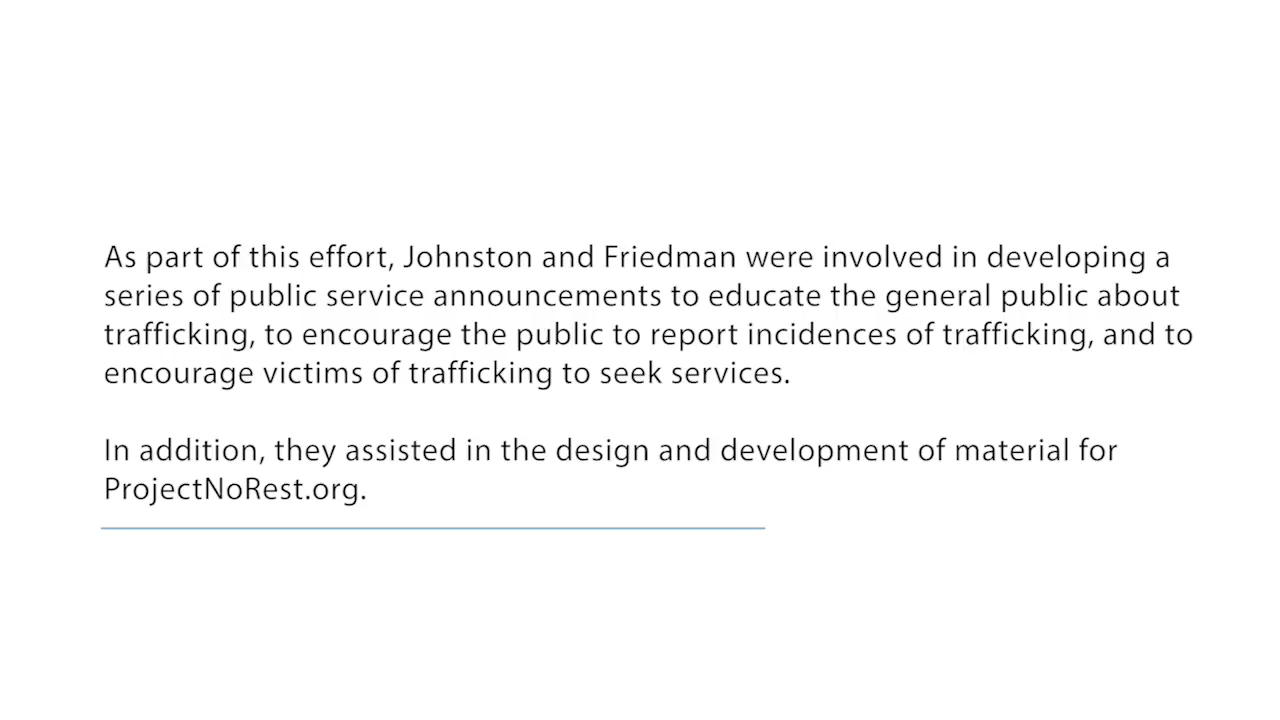 As part of this effort, Johnston and Friedman were involved in developing a
series of public service announcements to educate the general public about
trafficking, to encourage the public to report incidences of trafficking, and to
encourage victims of trafficking to seek services.
In addition, they assisted in the design and development of material for
ProjectNoRest.org.